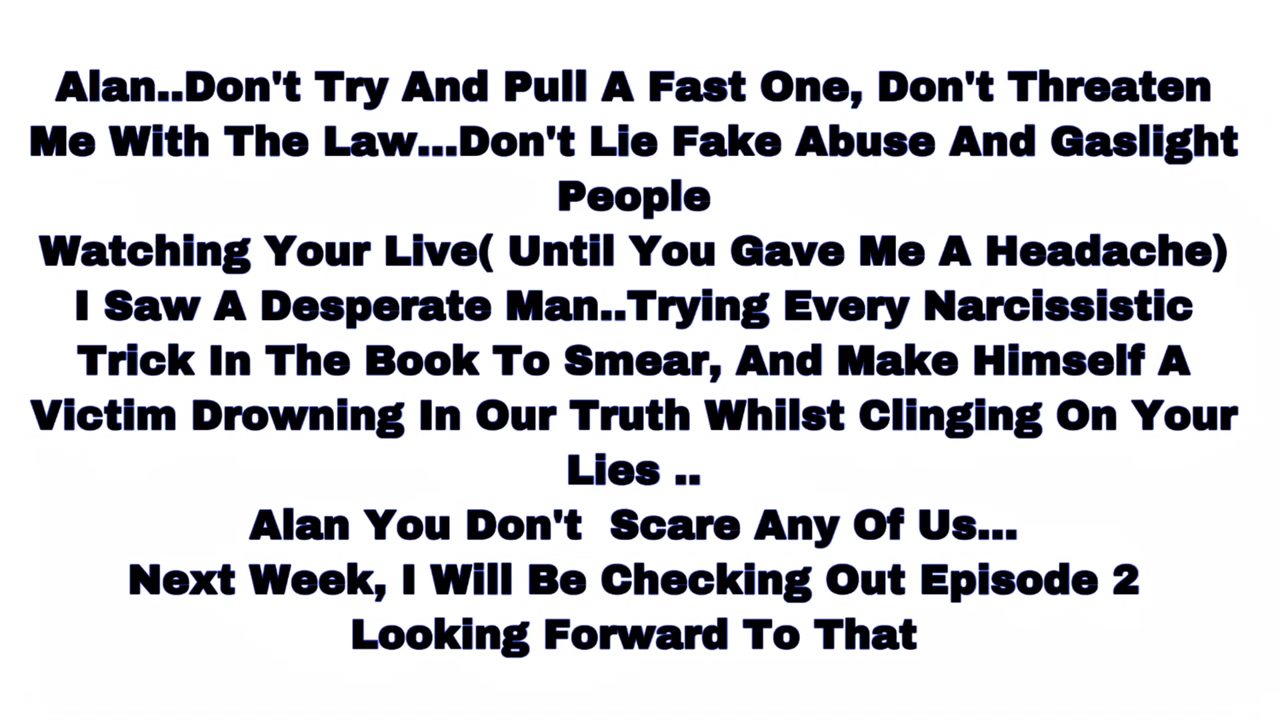 Alan..Don't Try And Pull A Fast One, Don't Threaten
Me With The Law...Don't Lie Fake Abuse And Gaslight
People
Watching Your Live( Until You Gave Me A Headache)
I Saw A Desperate Man..Trying Every Narcissistic
Trick In The Book To Smear, And Make Himself A
Victim Drowning In Our Truth Whilst Clinging On Your
Lies ..
Alan You Don't  Scare Any Of Us...
Next Week, I Will Be Checking Out Episode 2
Looking Forward To That